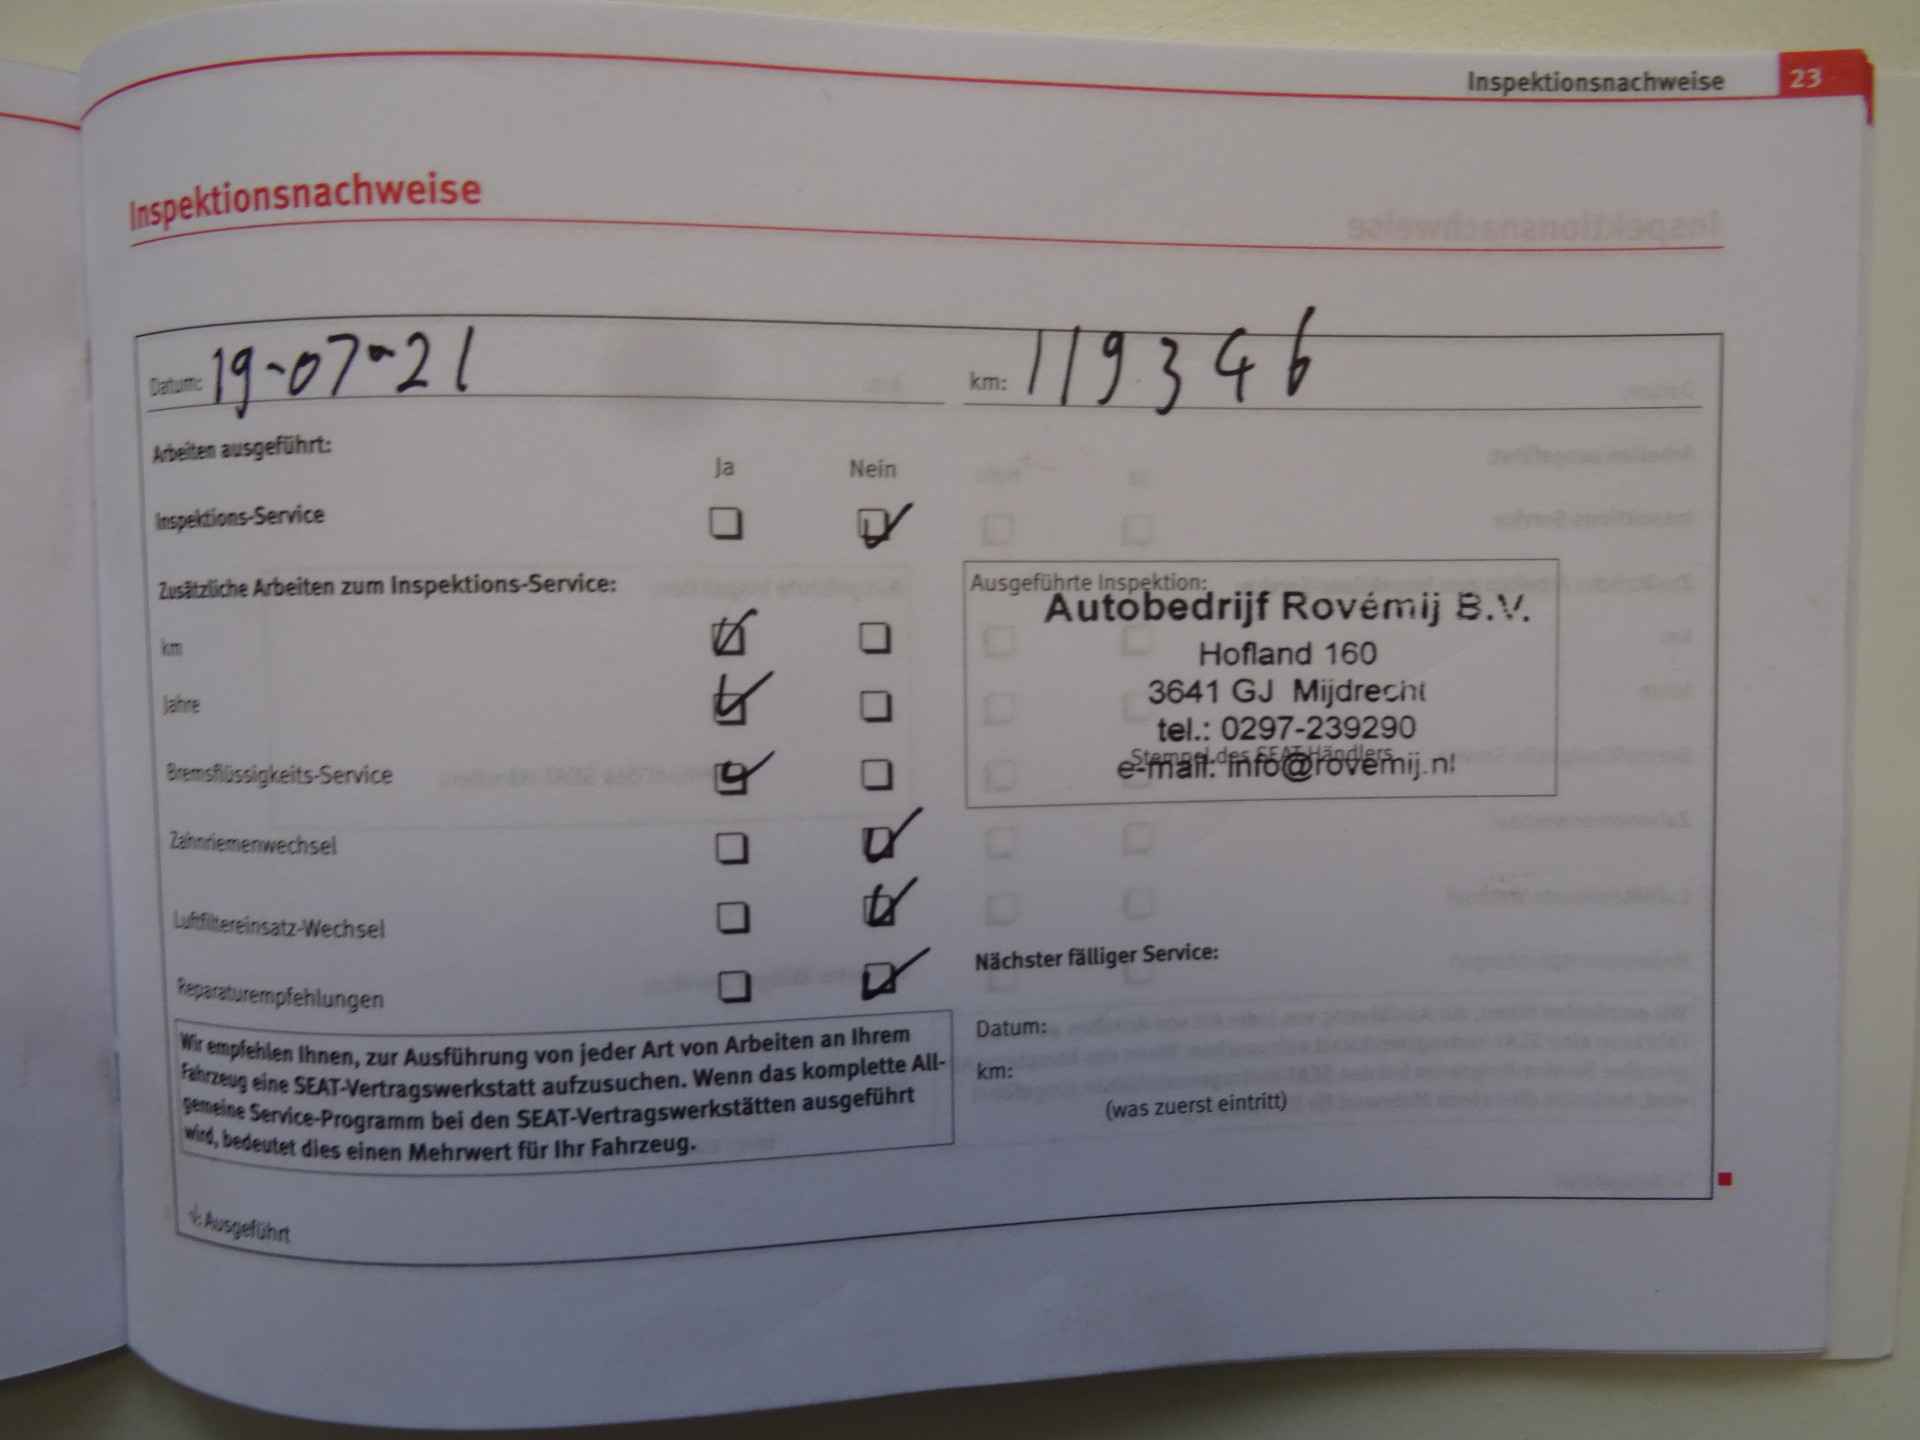 Inspektionsnachweise 23
Inspektionsnachweise
Datum: 19-07-21 km: 119346
Arbeiten ausgeführt:
Ja Nein
Inspektions-Service
Zusätzliche Arbeiten zum Inspektions-Service:
km
Jahre
Bremsflüssigkeits-Service
Zahnriemenwechsel
Luftfiltereinsatz-Wechsel
Reparaturempfehlungen
Ausgeführte Inspektion:
Autobedrijf Rovémij B.V.
Hofland 160
3641 GJ Mijdrecht
tel.: 0297-239290
Stempel des SEAT-Händlers
e-mail: info@rovemij.nl
Nächster fälliger Service:
Datum:
km:
(was zuerst eintritt)
Wir empfehlen Ihnen, zur Ausführung von jeder Art von Arbeiten an Ihrem
Fahrzeug eine SEAT-Vertragswerkstatt aufzusuchen. Wenn das komplette All-
gemeine Service-Programm bei den SEAT-Vertragswerkstätten ausgeführt
wird, bedeutet dies einen Mehrwert für Ihr Fahrzeug.
: Ausgeführt